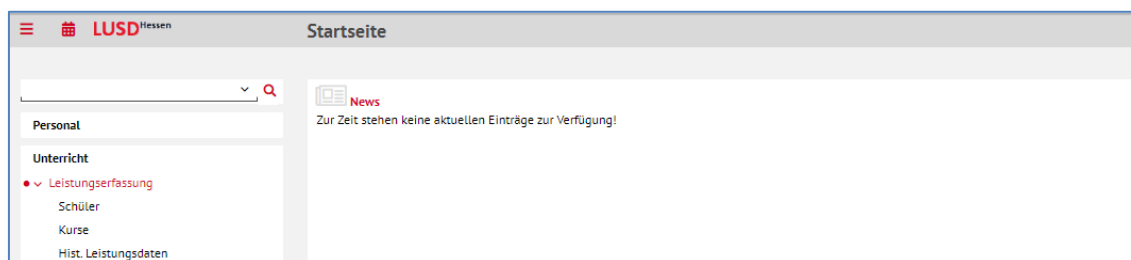 LUSD Hessen
Startseite
Personal
Unterricht
Leistungserfassung
Schüler
Kurse
Hist. Leistungsdaten
News
Zur Zeit stehen keine aktuellen Einträge zur Verfügung!